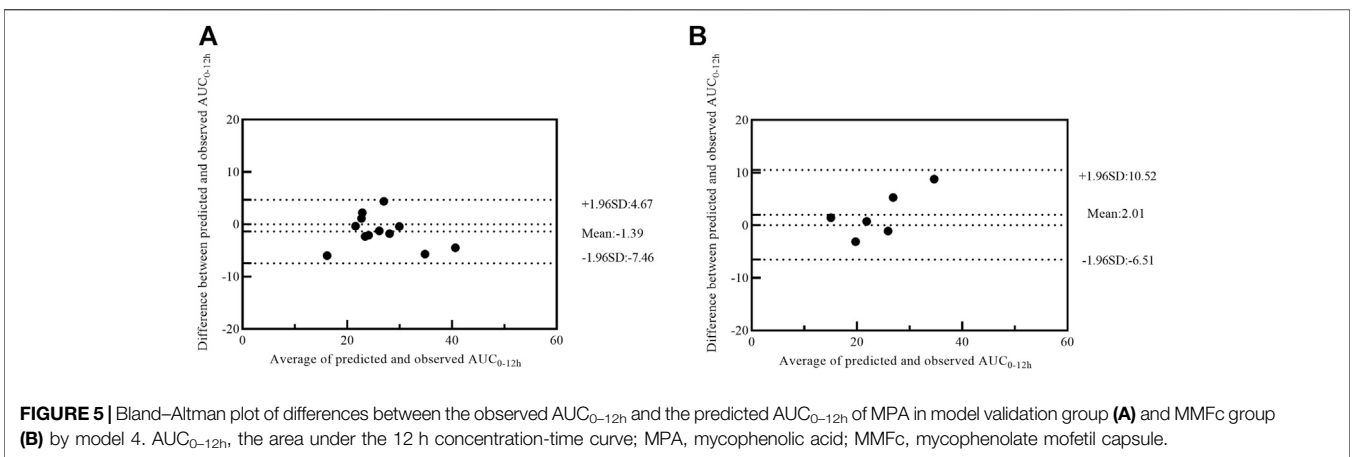 A
Difference between predicted and observed AUC0-12h
20
10
0
-10
-20
0
20
40
60
Average of predicted and observed AUC0-12h
+1.96SD:4.67
Mean:-1.39
-1.96SD:-7.46
B
Difference between predicted and observed AUC0-12h
20
10
0
-10
-20
0
20
40
60
Average of predicted and observed AUC0-12h
+1.96SD:10.52
Mean:2.01
-1.96SD:-6.51
FIGURE 5 | Bland–Altman plot of differences between the observed AUC0–12h and the predicted AUC0–12h of MPA in model validation group (A) and MMFc group
(B) by model 4. AUC0–12h, the area under the 12 h concentration-time curve; MPA, mycophenolic acid; MMFc, mycophenolate mofetil capsule.